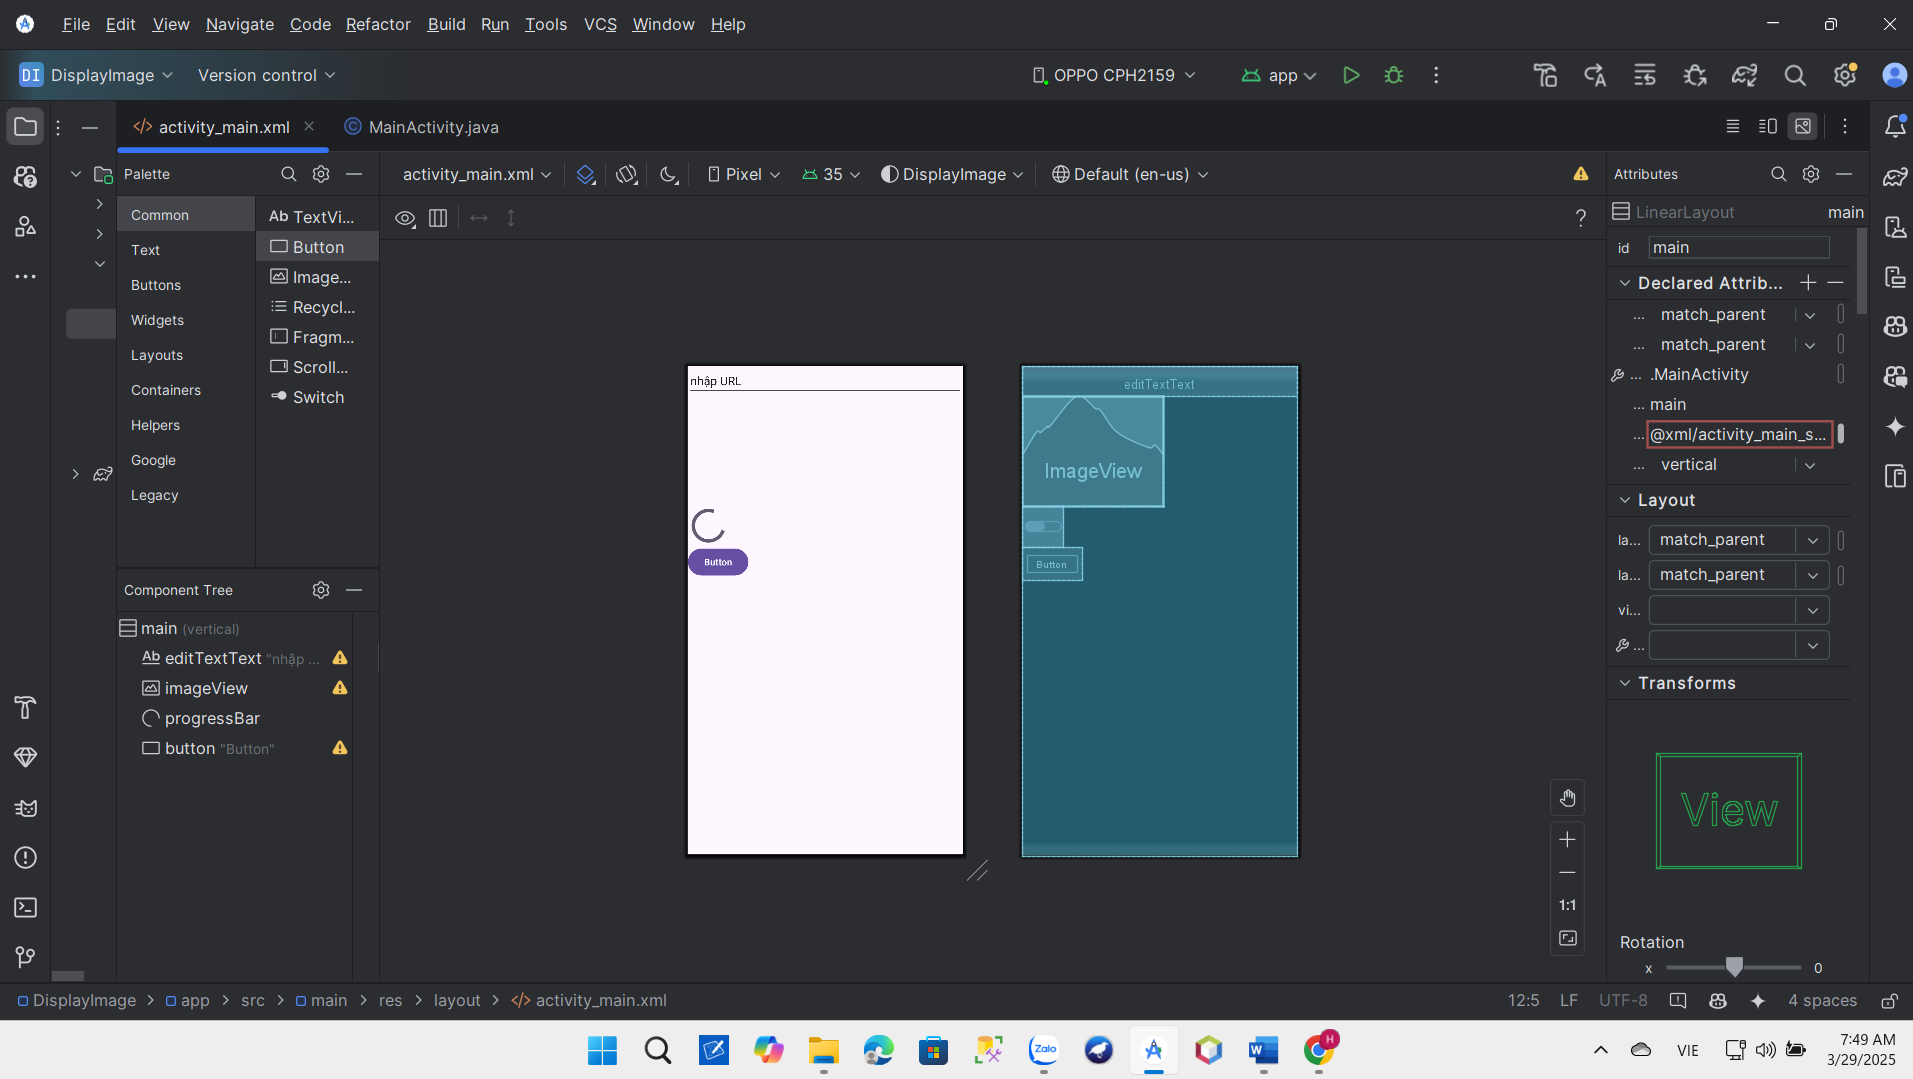 File Edit View Navigate Code Refactor Build Run Tools VCS Window Help
DI DisplayImage Version control OPPO CPH2159 app
activity_main.xml MainActivity.java
Palette
activity_main.xml Pixel 35 DisplayImage Default (en-us)
Attributes
Common
Text
Buttons
Widgets
Layouts
Containers
Helpers
Google
Legacy
Ab TextVi...
Button
Image...
Recycl...
Fragm...
Scroll...
Switch
?
Component Tree
main (vertical)
Ab editTextText "nhập ...
imageView
progressBar
button "Button"
nhập URL
Button
editTextText
ImageView
Button
1:1
LinearLayout main
id main
Declared Attrib...
... match_parent
... match_parent
... .MainActivity
... main
... @xml/activity_main_s...
... vertical
Layout
la... match_parent
la... match_parent
vi...
...
Transforms
View
Rotation
x 0
DisplayImage > app > src > main > res > layout > activity_main.xml
12:5 LF UTF-8 4 spaces
Zalo
W
H
VIE
7:49 AM
3/29/2025